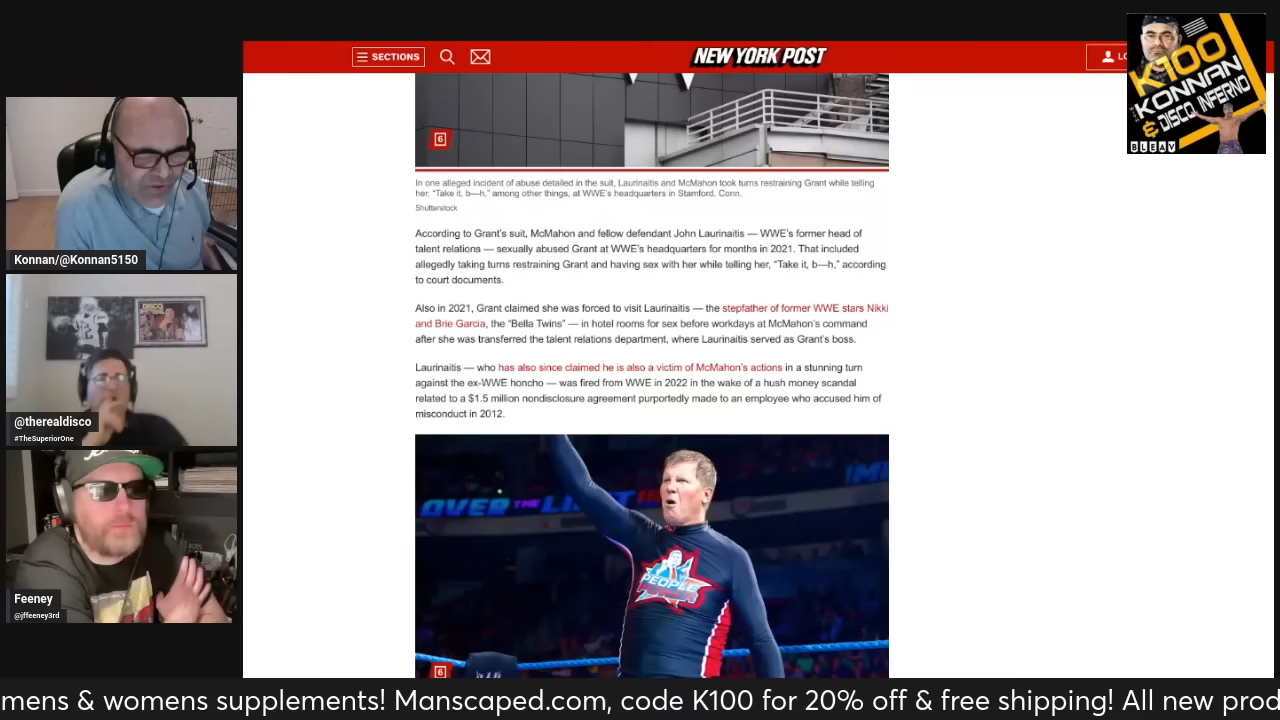 SECTIONS
NEW YORK POST
LO
K100
KONNAN
& DISCO INFERNO
BLEAV
6
In one alleged incident of abuse detailed in the suit, Laurinaitis and McMahon took turns restraining Grant while telling
her, “Take it, b—h,” among other things, at WWE’s headquarters in Stamford, Conn.
Shutterstock
According to Grant’s suit, McMahon and fellow defendant John Laurinaitis — WWE’s former head of
talent relations — sexually abused Grant at WWE’s headquarters for months in 2021. That included
allegedly taking turns restraining Grant and having sex with her while telling her, “Take it, b—h,” according
to court documents.
Also in 2021, Grant claimed she was forced to visit Laurinaitis — the stepfather of former WWE stars Nikki
and Brie Garcia, the “Bella Twins” — in hotel rooms for sex before workdays at McMahon’s command
after she was transferred the talent relations department, where Laurinaitis served as Grant’s boss.
Laurinaitis — who has also since claimed he is also a victim of McMahon’s actions in a stunning turn
against the ex-WWE honcho — was fired from WWE in 2022 in the wake of a hush money scandal
related to a $1.5 million nondisclosure agreement purportedly made to an employee who accused him of
misconduct in 2012.
OVER THE LIMIT
PEOPLE
6
Konnan/@Konnan5150
DISCO
@therealdisco
#TheSuperiorOne
Feeney
@jffeeney3rd
mens & womens supplements! Manscaped.com, code K100 for 20% off & free shipping! All new prod